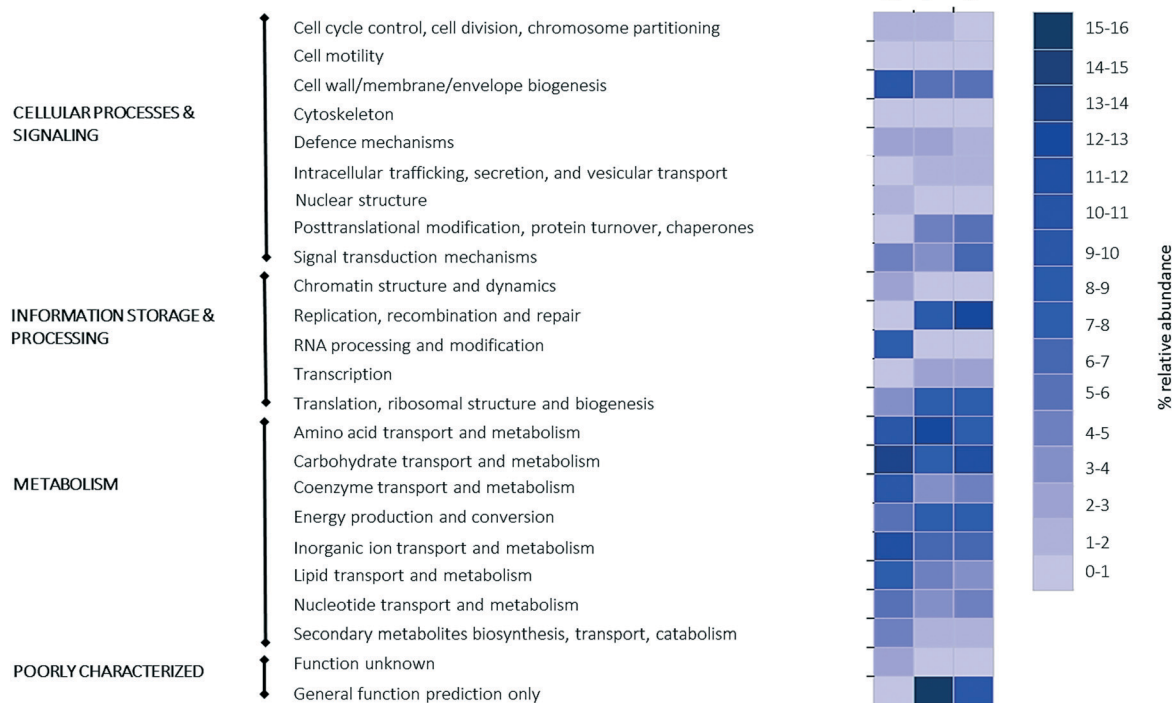 CELLULAR PROCESSES &
SIGNALING
Cell cycle control, cell division, chromosome partitioning
Cell motility
Cell wall/membrane/envelope biogenesis
Cytoskeleton
Defence mechanisms
Intracellular trafficking, secretion, and vesicular transport
Nuclear structure
Posttranslational modification, protein turnover, chaperones
Signal transduction mechanisms
INFORMATION STORAGE &
PROCESSING
Chromatin structure and dynamics
Replication, recombination and repair
RNA processing and modification
Transcription
Translation, ribosomal structure and biogenesis
METABOLISM
Amino acid transport and metabolism
Carbohydrate transport and metabolism
Coenzyme transport and metabolism
Energy production and conversion
Inorganic ion transport and metabolism
Lipid transport and metabolism
Nucleotide transport and metabolism
Secondary metabolites biosynthesis, transport, catabolism
POORLY CHARACTERIZED
Function unknown
General function prediction only
15-16
14-15
13-14
12-13
11-12
10-11
9-10
8-9
7-8
6-7
5-6
4-5
3-4
2-3
1-2
0-1
% relative abundance